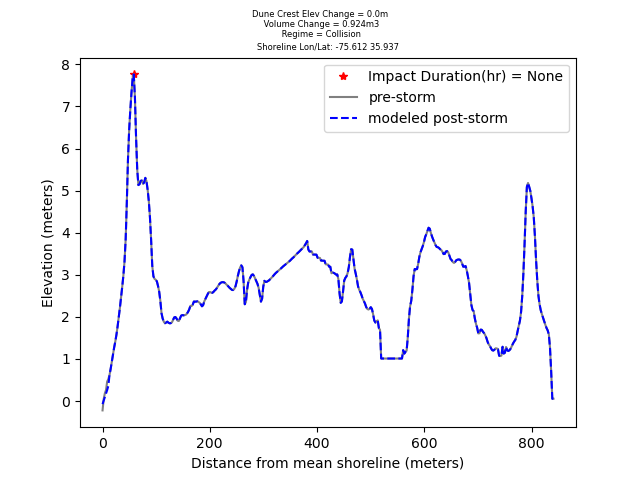 Dune Crest Elev Change = 0.0m
Volume Change = 0.924m3
Regime = Collision
Shoreline Lon/Lat: -75.612 35.937
Impact Duration(hr) = None
pre-storm
modeled post-storm
8
7
6
5
4
3
2
1
0
Elevation (meters)
0
200
400
600
800
Distance from mean shoreline (meters)